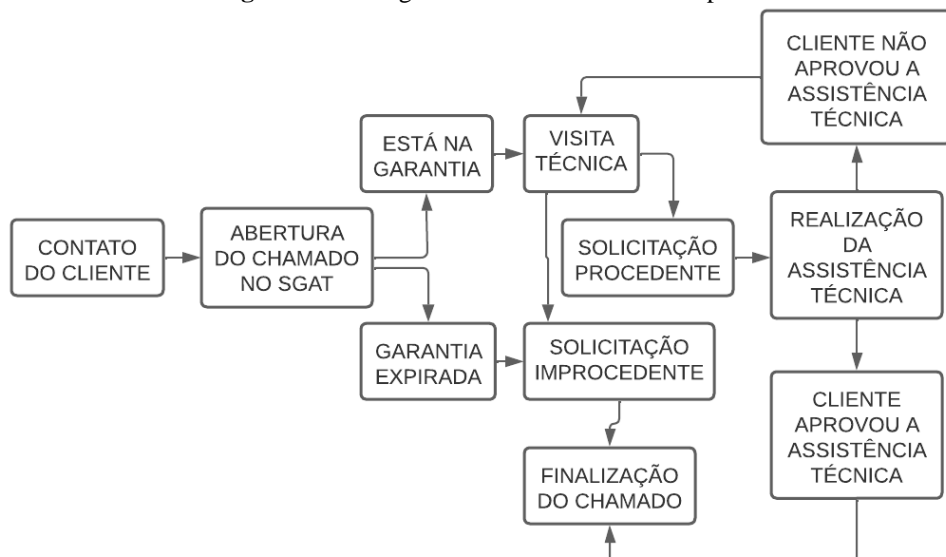 CONTATO
DO CLIENTE
ABERTURA
DO CHAMADO
NO SGAT
ESTÁ NA
GARANTIA
GARANTIA
EXPIRADA
VISITA
TÉCNICA
SOLICITAÇÃO
PROCEDENTE
SOLICITAÇÃO
IMPROCEDENTE
FINALIZAÇÃO
DO CHAMADO
CLIENTE NÃO
APROVOU A
ASSISTÊNCIA
TÉCNICA
REALIZAÇÃO
DA
ASSISTÊNCIA
TÉCNICA
CLIENTE
APROVOU A
ASSISTÊNCIA
TÉCNICA